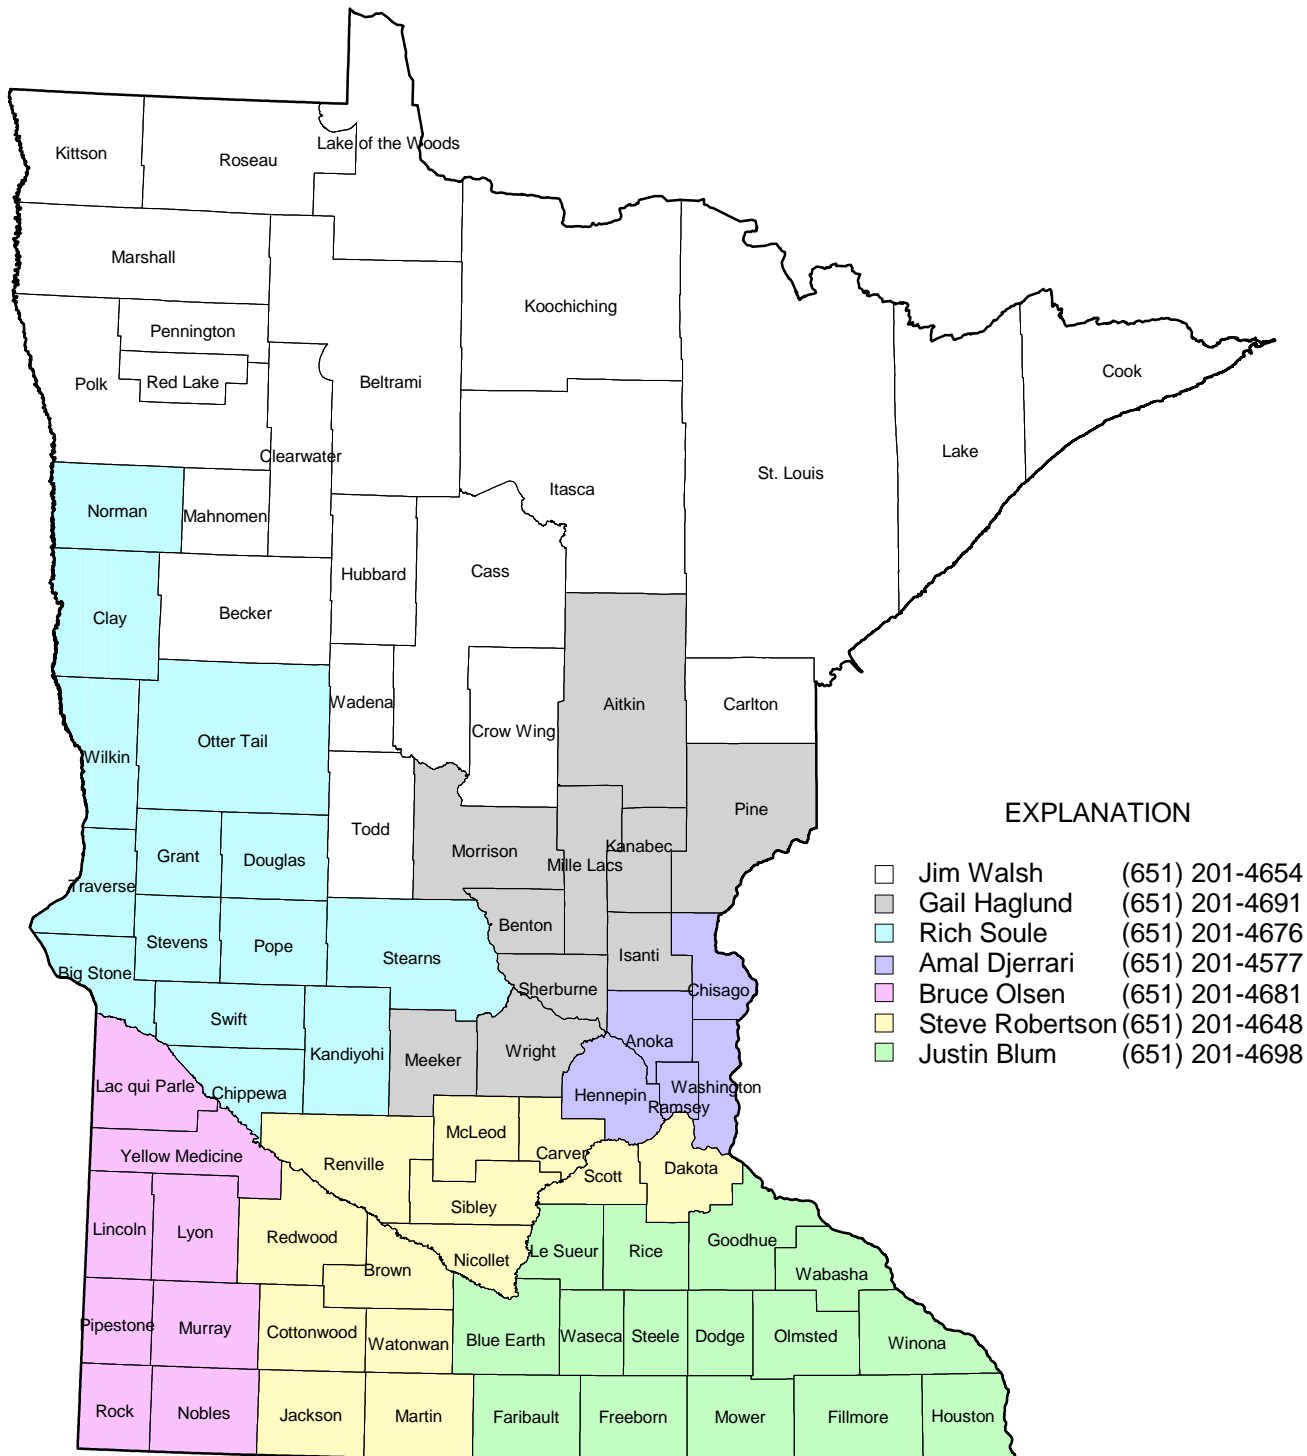 Kittson
Roseau
Lake of the Woods
Marshall
Koochiching
Pennington
Polk
Red Lake
Beltrami
Cook
Clearwater
Lake
St. Louis
Itasca
Norman
Mahnomen
Hubbard
Cass
Clay
Becker
Wadena
Aitkin
Carlton
Crow Wing
Otter Tail
Wilkin
Pine
EXPLANATION
Todd
Morrison
Kanabec
Mille Lacs
Grant
Douglas
Traverse
Jim Walsh (651) 201-4654
Gail Haglund (651) 201-4691
Rich Soule (651) 201-4676
Amal Djerrari (651) 201-4577
Bruce Olsen (651) 201-4681
Steve Robertson (651) 201-4648
Justin Blum (651) 201-4698
Benton
Stevens
Pope
Stearns
Isanti
Big Stone
Sherburne
Chisago
Swift
Kandiyohi
Meeker
Wright
Anoka
Lac qui Parle
Chippewa
Hennepin
Washington
Ramsey
McLeod
Yellow Medicine
Renville
Carver
Scott
Dakota
Sibley
Lincoln
Lyon
Redwood
Brown
Nicollet
Le Sueur
Rice
Goodhue
Wabasha
Pipestone
Murray
Cottonwood
Watonwan
Blue Earth
Waseca
Steele
Dodge
Olmsted
Winona
Rock
Nobles
Jackson
Martin
Faribault
Freeborn
Mower
Fillmore
Houston